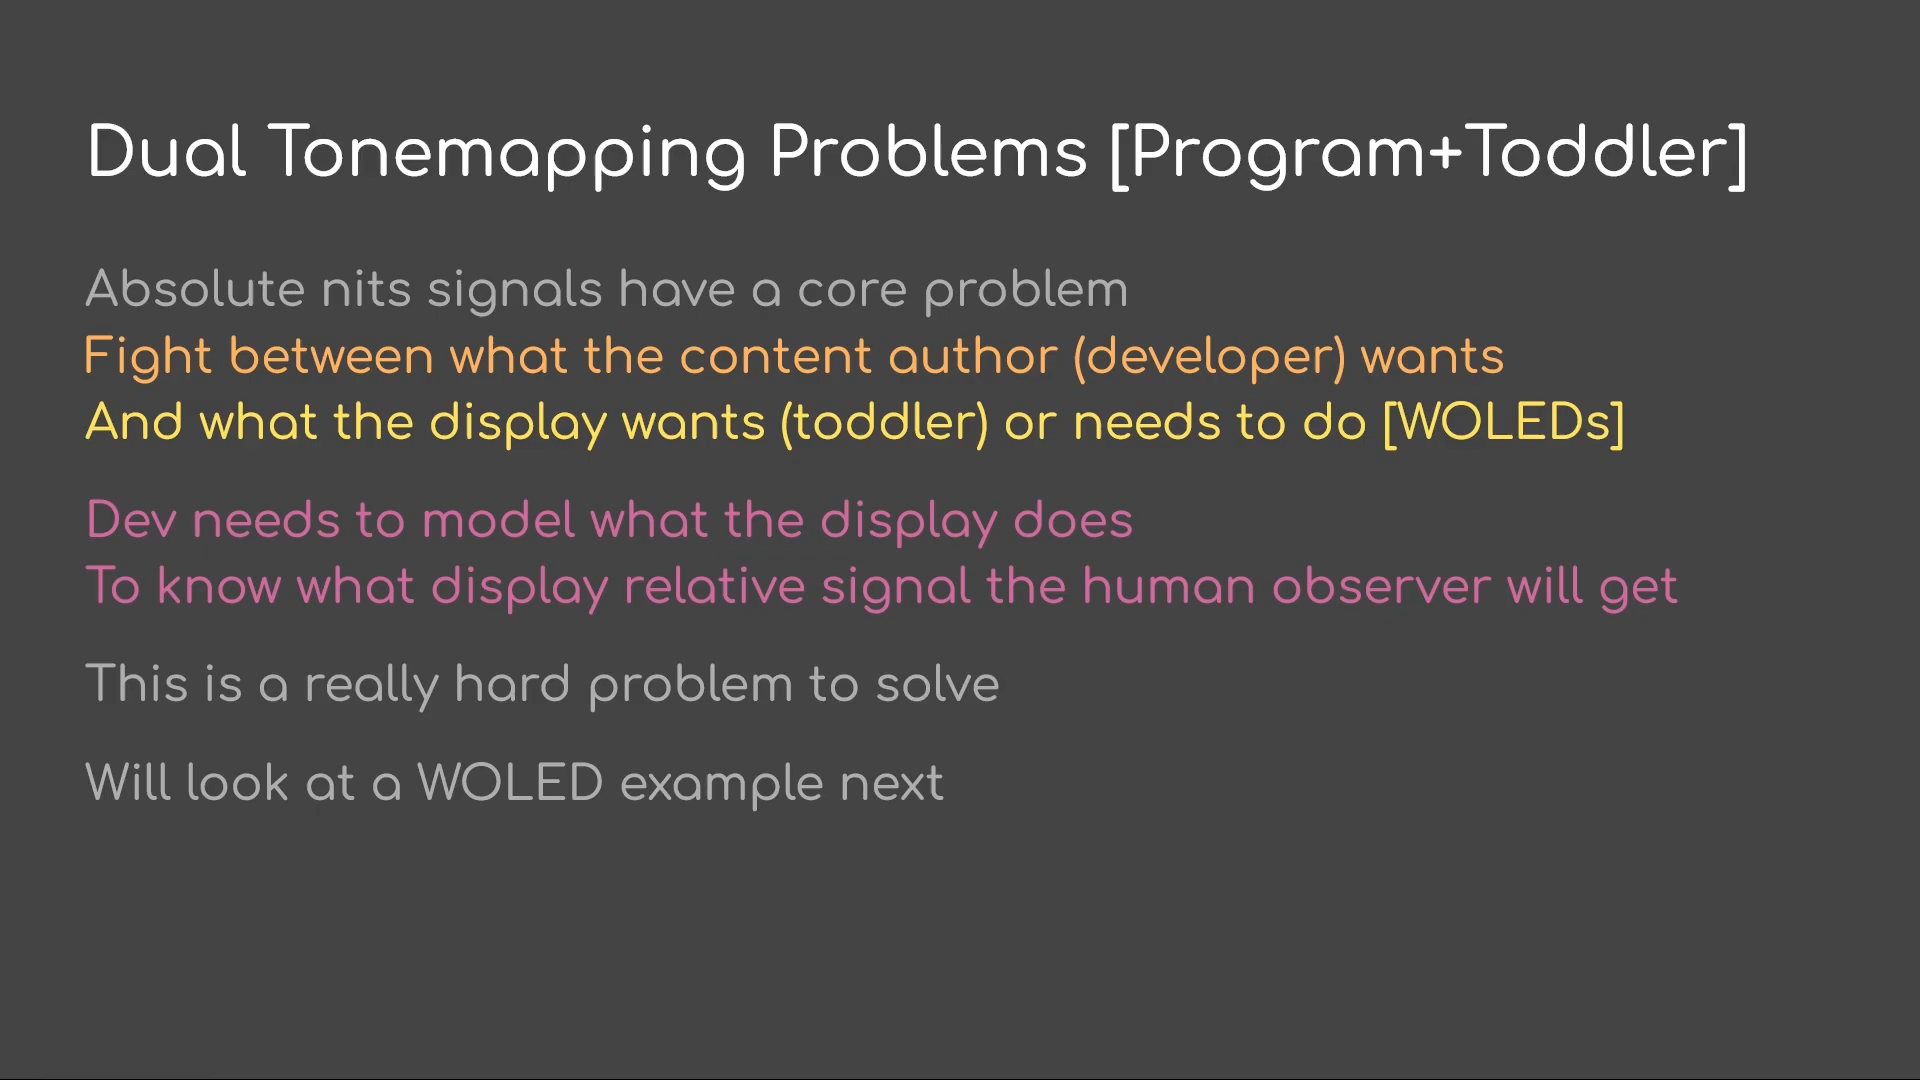 Dual Tonemapping Problems [Program+Toddler]
Absolute nits signals have a core problem
Fight between what the content author (developer) wants
And what the display wants (toddler) or needs to do [WOLEDs]
Dev needs to model what the display does
To know what display relative signal the human observer will get
This is a really hard problem to solve
Will look at a WOLED example next